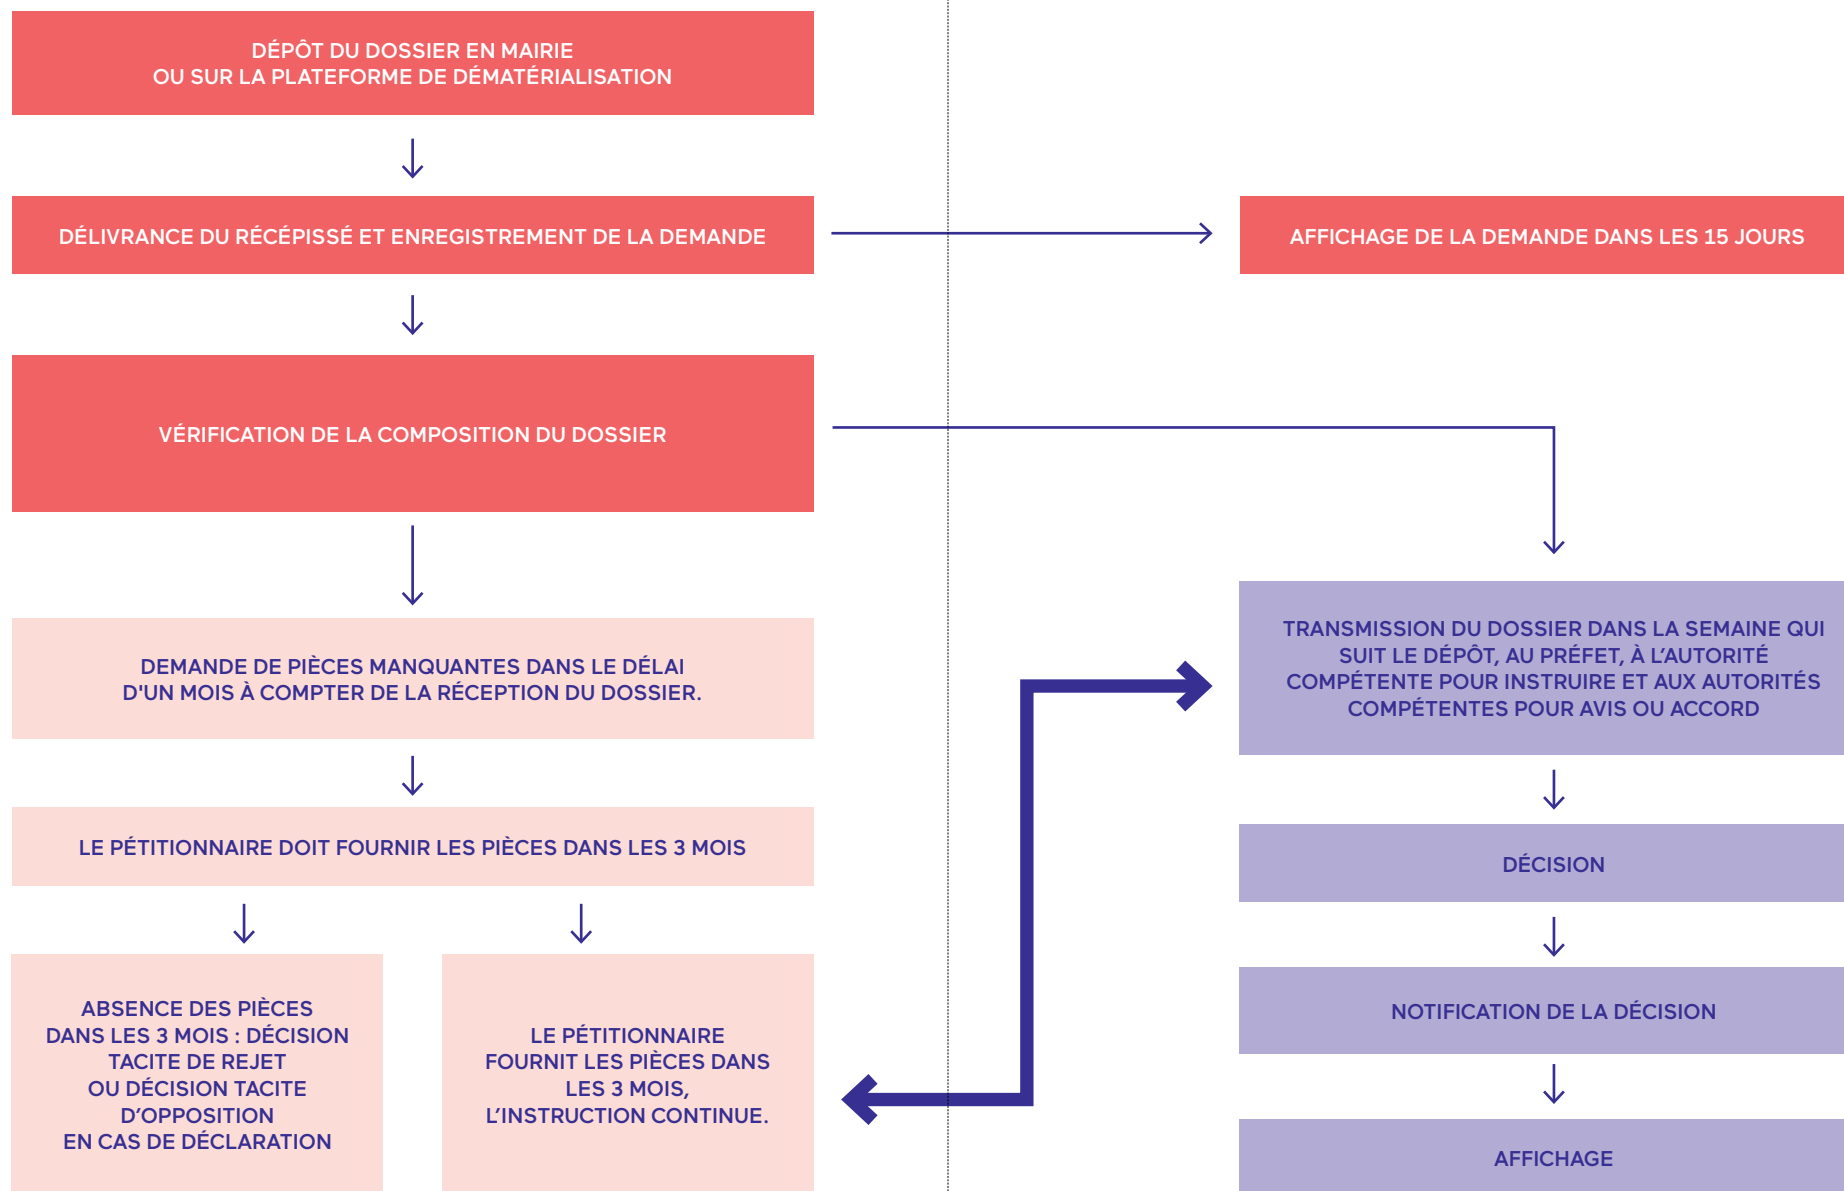 DÉPÔT DU DOSSIER EN MAIRIE
OU SUR LA PLATEFORME DE DÉMATÉRIALISATION
DÉLIVRANCE DU RÉCÉPISSÉ ET ENREGISTREMENT DE LA DEMANDE
AFFICHAGE DE LA DEMANDE DANS LES 15 JOURS
VÉRIFICATION DE LA COMPOSITION DU DOSSIER
DEMANDE DE PIÈCES MANQUANTES DANS LE DÉLAI
D'UN MOIS À COMPTER DE LA RÉCEPTION DU DOSSIER.
LE PÉTITIONNAIRE DOIT FOURNIR LES PIÈCES DANS LES 3 MOIS
ABSENCE DES PIÈCES
DANS LES 3 MOIS : DÉCISION
TACITE DE REJET
OU DÉCISION TACITE
D’OPPOSITION
EN CAS DE DÉCLARATION
LE PÉTITIONNAIRE
FOURNIT LES PIÈCES DANS
LES 3 MOIS,
L’INSTRUCTION CONTINUE.
TRANSMISSION DU DOSSIER DANS LA SEMAINE QUI
SUIT LE DÉPÔT, AU PRÉFET, À L’AUTORITÉ
COMPÉTENTE POUR INSTRUIRE ET AUX AUTORITÉS
COMPÉTENTES POUR AVIS OU ACCORD
DÉCISION
NOTIFICATION DE LA DÉCISION
AFFICHAGE